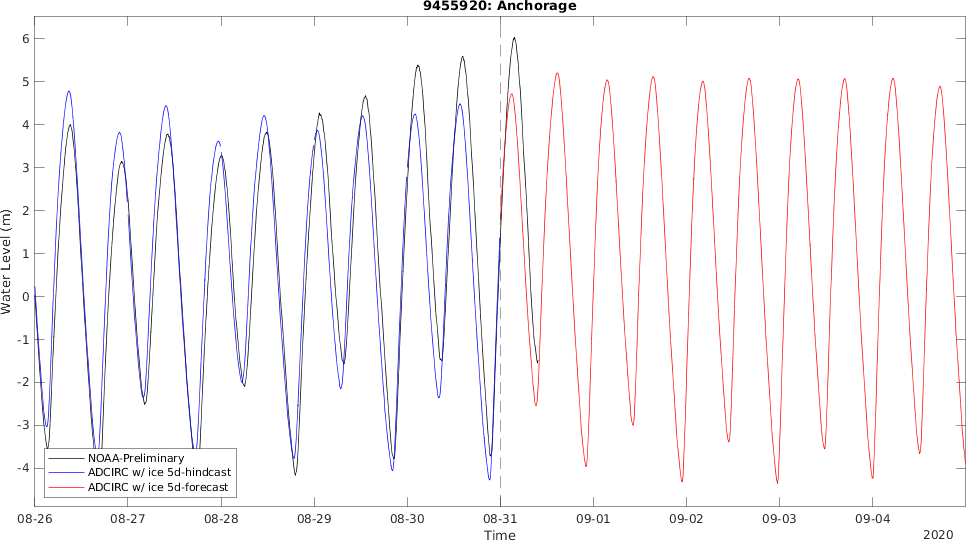 9455920: Anchorage
Water Level (m)
6
5
4
3
2
1
0
-1
-2
-3
-4
NOAA-Preliminary
ADCIRC w/ ice 5d-hindcast
ADCIRC w/ ice 5d-forecast
08-26 08-27 08-28 08-29 08-30 08-31 09-01 09-02 09-03 09-04
Time
2020